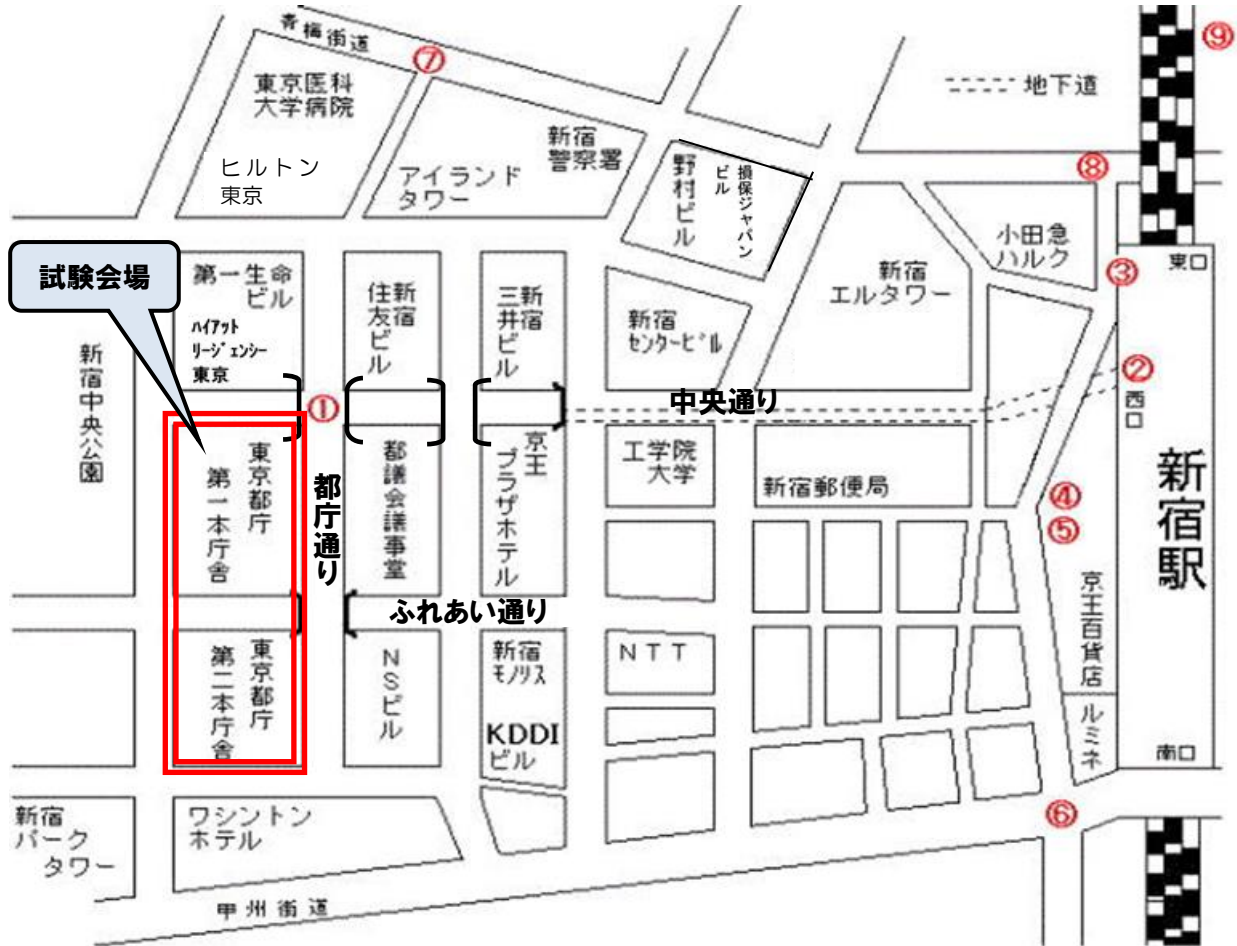 青梅街道
⑦
⑨
地下道
東京医科
大学病院
ヒルトン
東京
アイランド
タワー
新宿
警察署
野村ビル
損保ジャパン
ビル
⑧
小田急
ハルク
③
東口
試験会場
第一生命
ビル
ハイアット
リージェンシー
東京
新宿
住友ビル
新宿
三井ビル
新宿
センタービル
新宿
エルタワー
②
西口
新宿中央公園
①
中央通り
東京都庁
第一本庁舎
都庁通り
都議会議事堂
京王
プラザホテル
工学院
大学
新宿郵便局
④
⑤
新宿駅
京王百貨店
ふれあい通り
東京都庁
第二本庁舎
NSビル
新宿
モノリス
KDDI
ビル
NTT
ルミネ
南口
⑥
新宿
パーク
タワー
ワシントン
ホテル
甲州街道